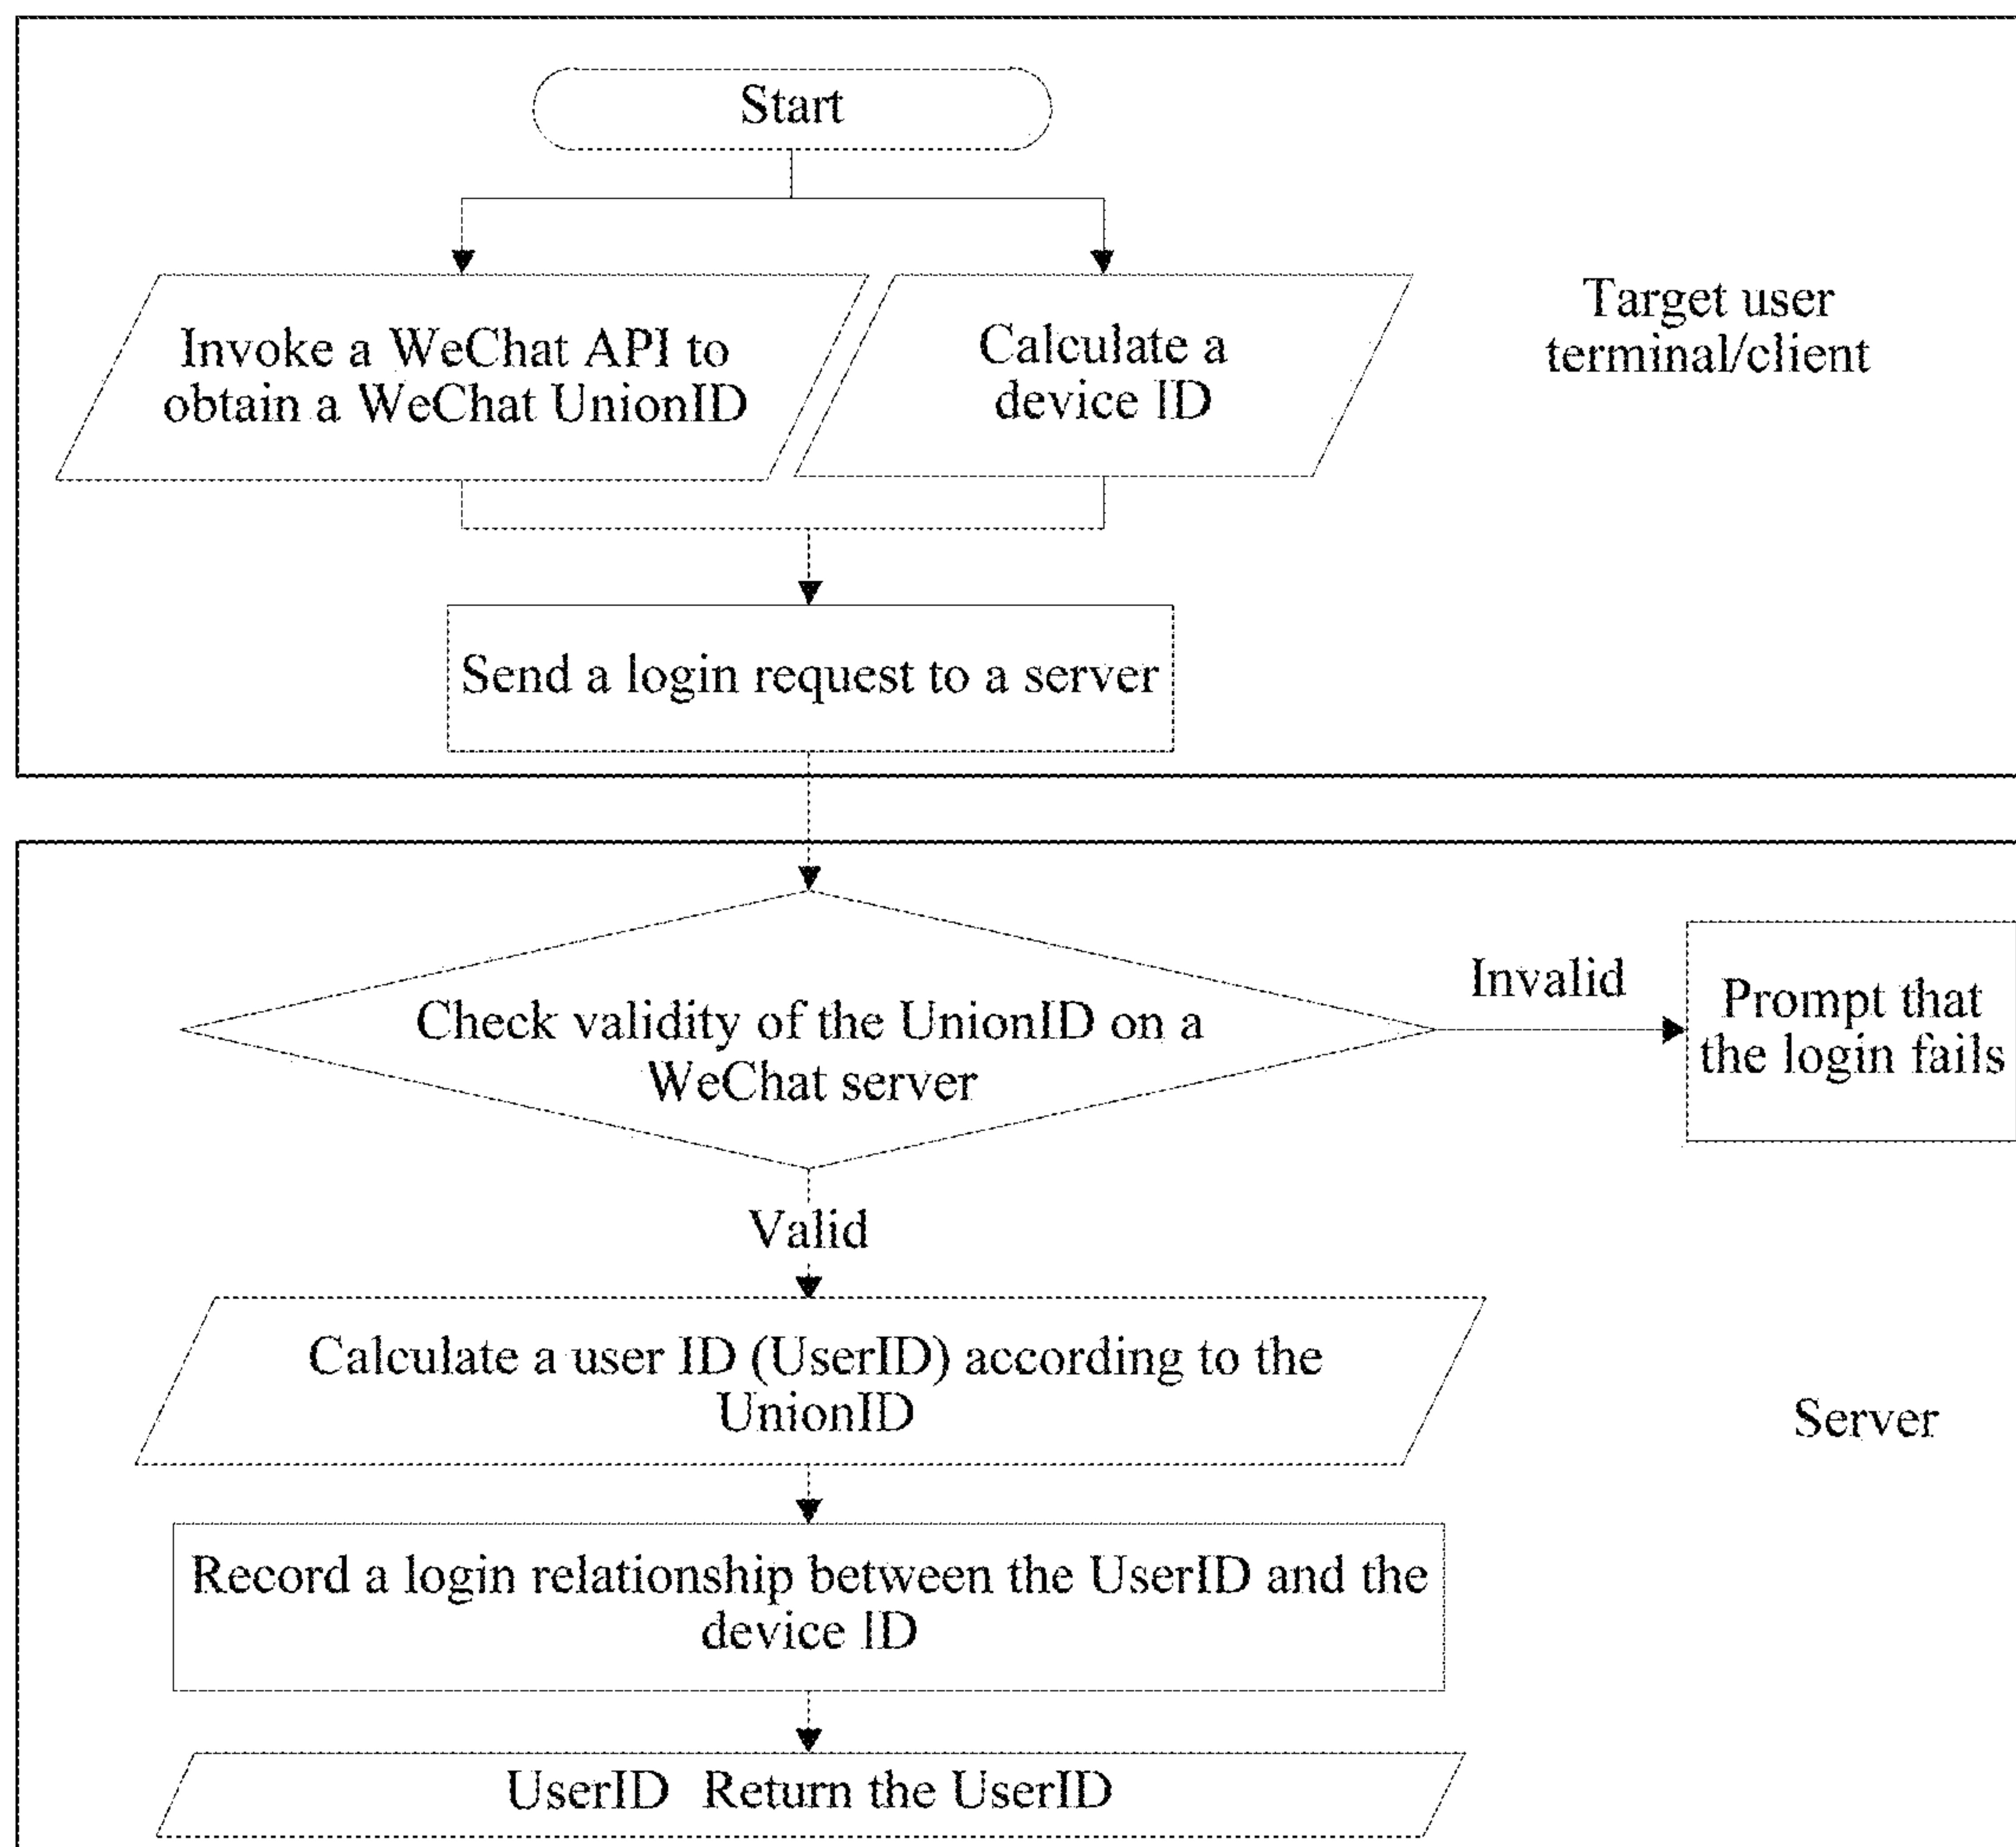 Start
Invoke a WeChat API to
obtain a WeChat UnionID
Calculate a
device ID
Target user
terminal/client
Send a login request to a server
Check validity of the UnionID on a
WeChat server
Invalid
Prompt that
the login fails
Valid
Calculate a user ID (UserID) according to the
UnionID
Server
Record a login relationship between the UserID and the
device ID
UserID Return the UserID